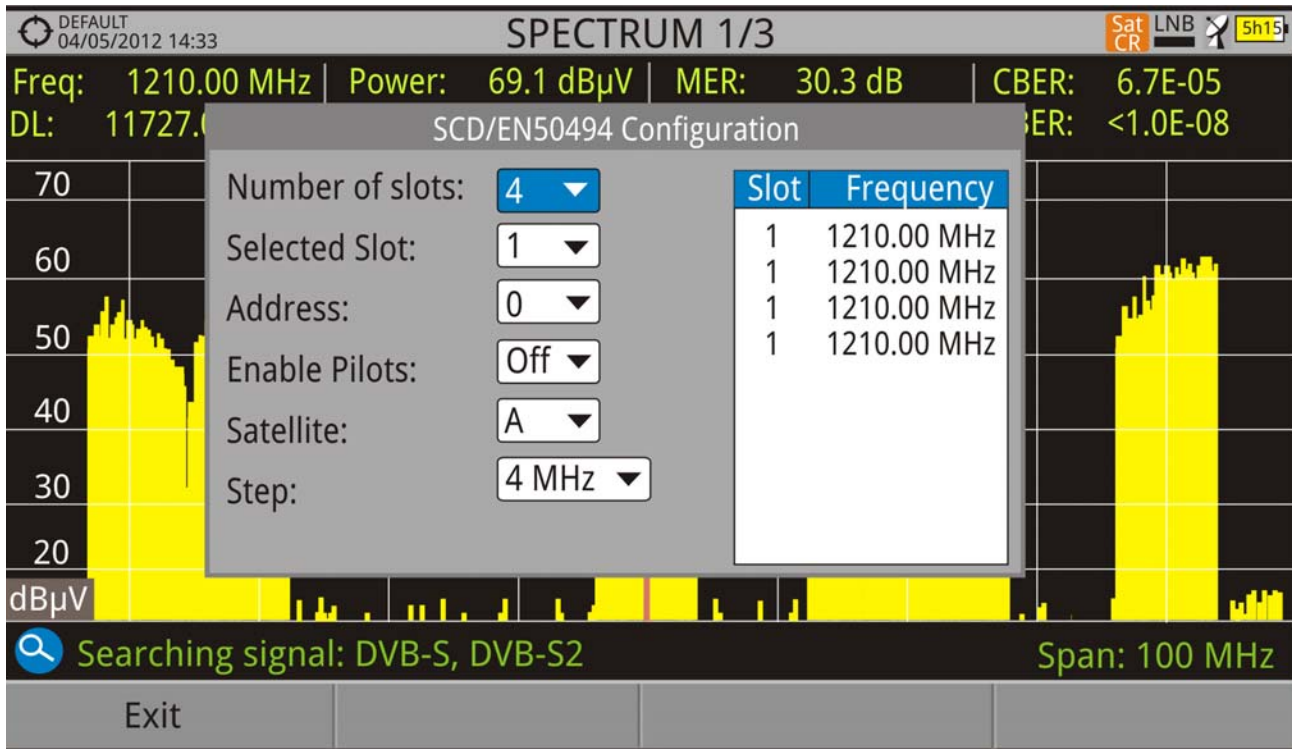 DEFAULT
04/05/2012 14:33
SPECTRUM 1/3
Sat CR
LNB
5h15
Freq: 1210.00 MHz Power: 69.1 dBµV MER: 30.3 dB CBER: 6.7E-05
DL: <1.0E-08
SCD/EN50494 Configuration
Number of slots: 4
Selected Slot: 1
Address: 0
Enable Pilots: Off
Satellite: A
Step: 4 MHz
Slot Frequency
1 1210.00 MHz
1 1210.00 MHz
1 1210.00 MHz
1 1210.00 MHz
70
60
50
40
30
20
dBµV
Searching signal: DVB-S, DVB-S2 Span: 100 MHz
Exit